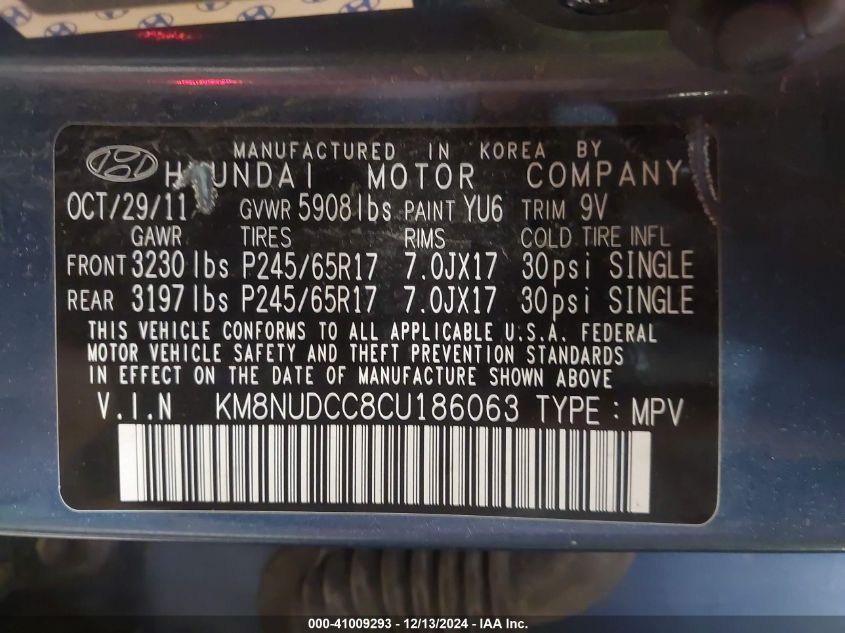 MANUFACTURED IN KOREA BY
HYUNDAI MOTOR COMPANY
OCT/29/11 GVWR 5908lbs PAINT YU6 TRIM 9V
GAWR TIRES RIMS COLD TIRE INFL
FRONT 3230lbs P245/65R17 7.0JX17 30psi SINGLE
REAR 3197lbs P245/65R17 7.0JX17 30psi SINGLE
THIS VEHICLE CONFORMS TO ALL APPLICABLE U.S.A. FEDERAL
MOTOR VEHICLE SAFETY AND THEFT PREVENTION STANDARDS
IN EFFECT ON THE DATE OF MANUFACTURE SHOWN ABOVE
V.I.N KM8NUDCC8CU186063 TYPE : MPV
000-41009293 - 12/13/2024 - IAA Inc.